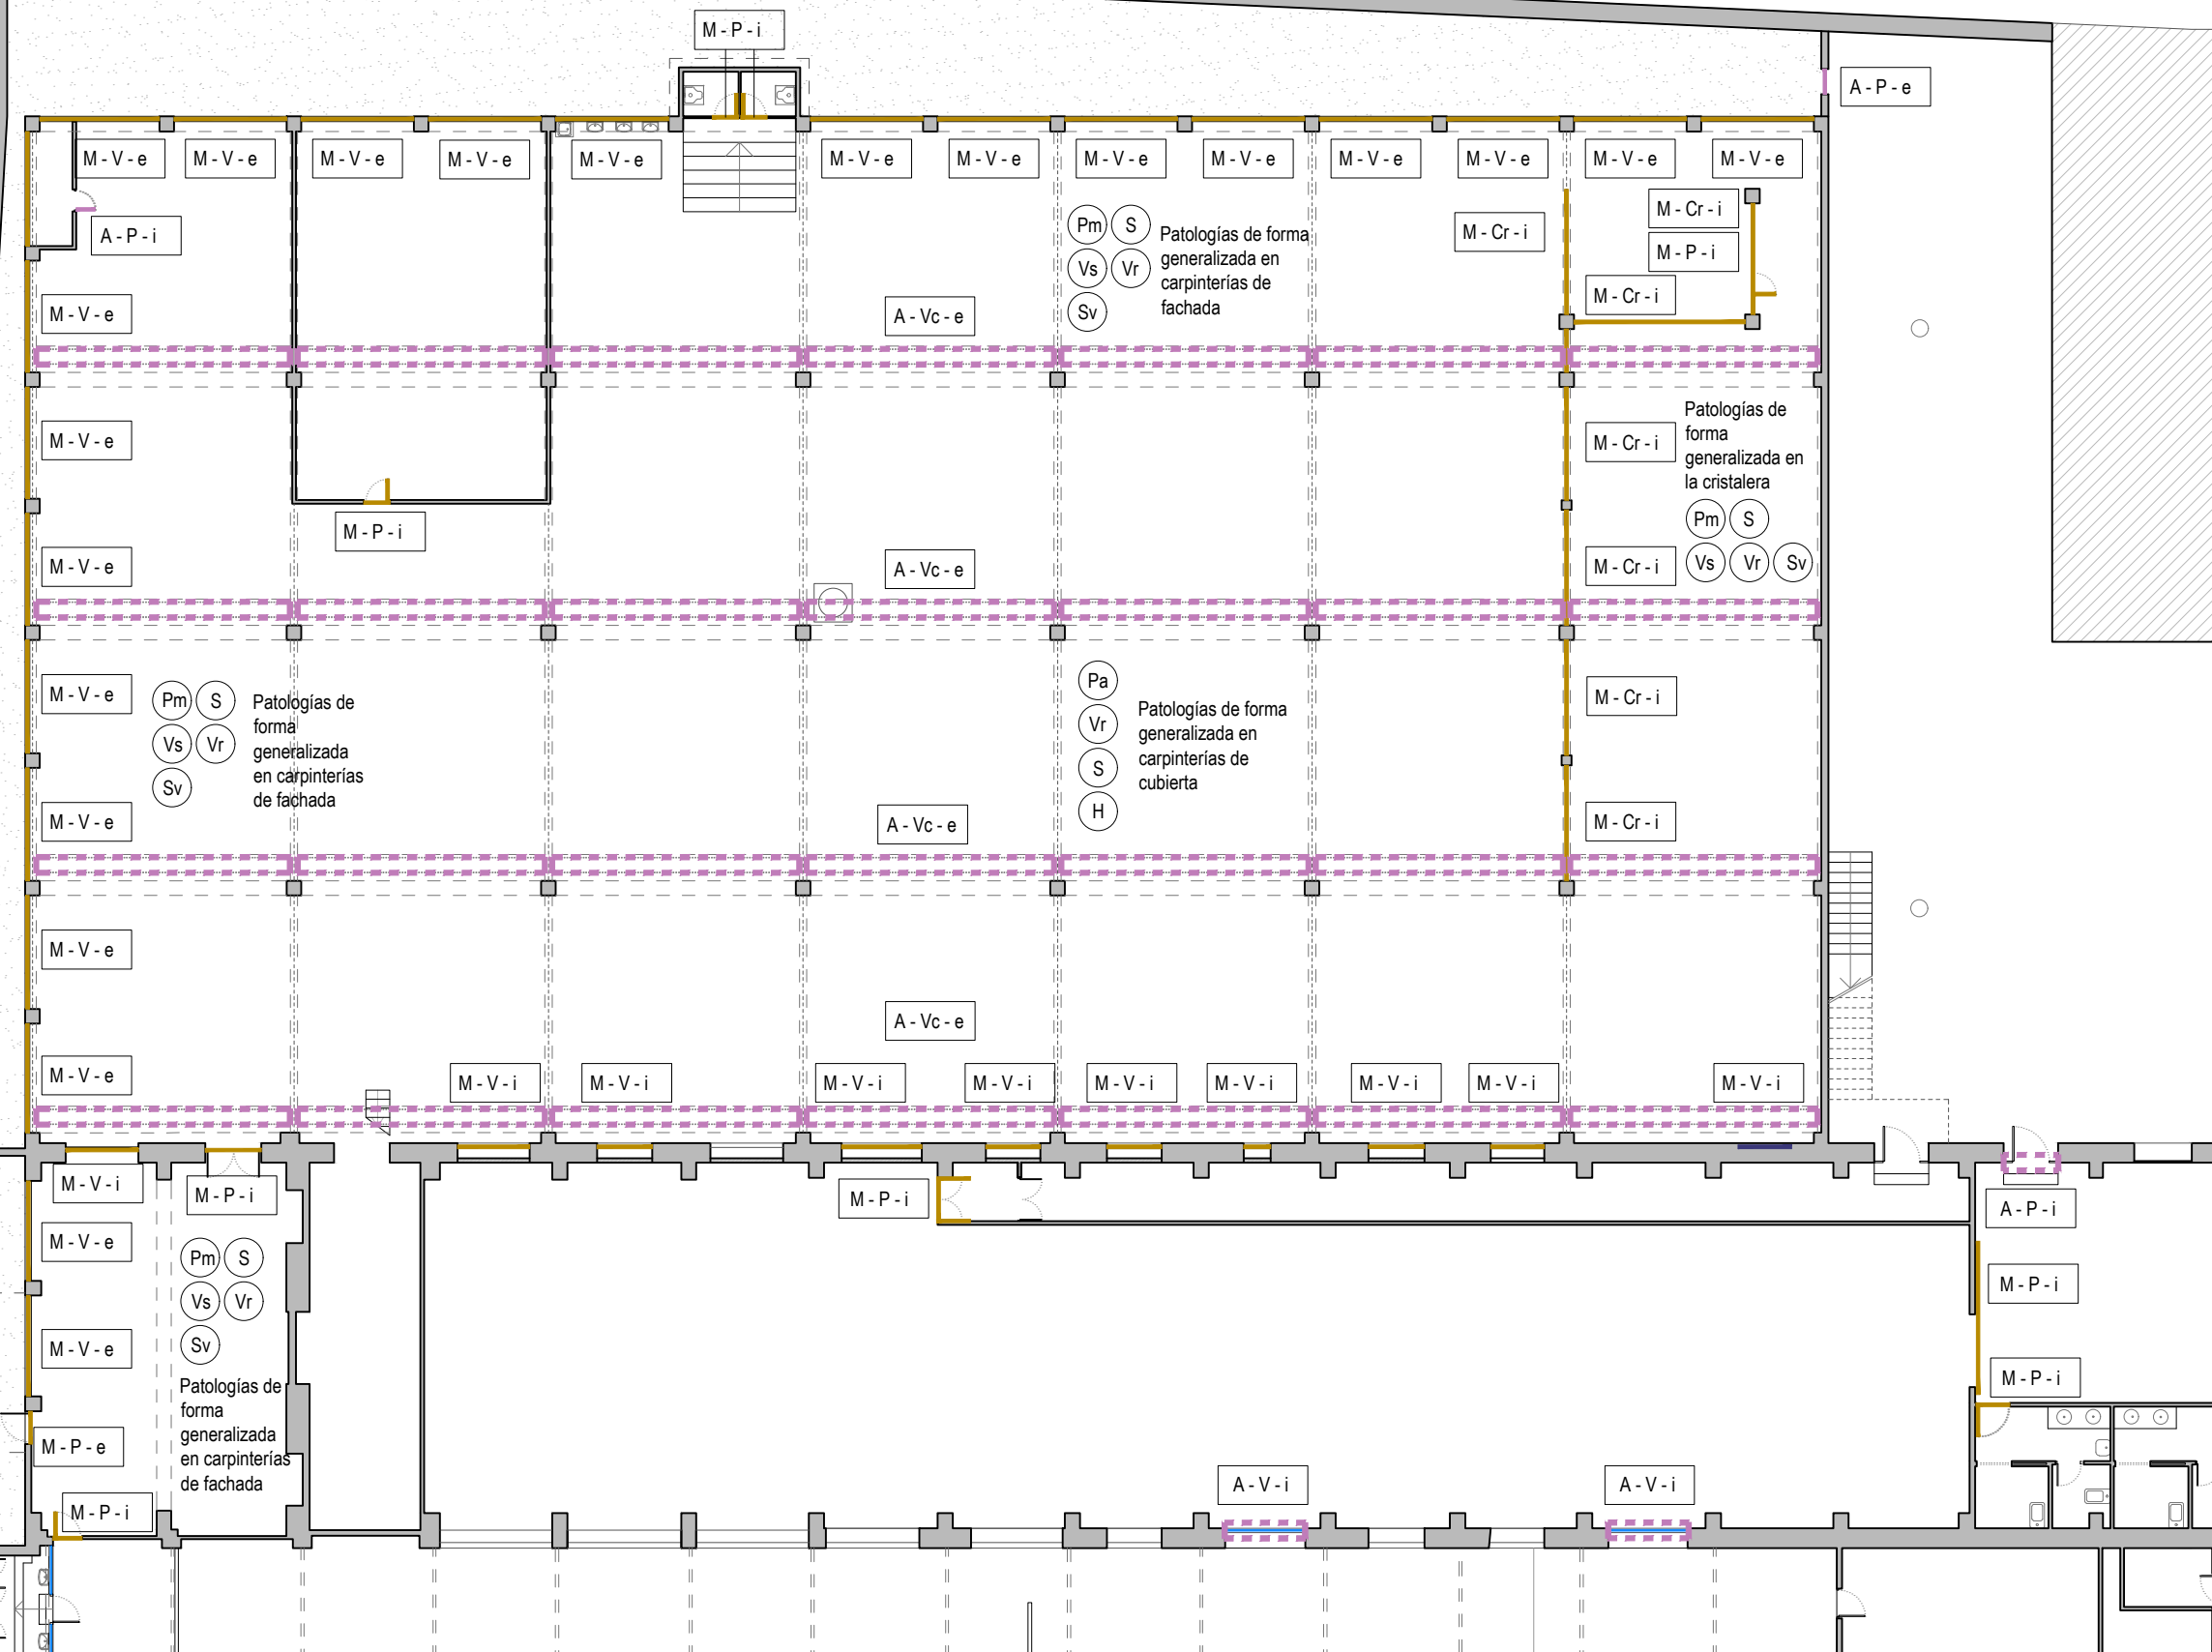 M - P - i
A - P - e
M - V - e
M - V - e
M - V - e
M - V - e
M - V - e
M - V - e
M - V - e
M - V - e
M - V - e
M - V - e
M - V - e
M - V - e
M - V - e
A - P - i
Pm S
Vs Vr
Sv
Patologías de forma
generalizada en
carpinterías de
fachada
M - Cr - i
M - Cr - i
M - P - i
M - Cr - i
M - V - e
A - Vc - e
M - V - e
M - Cr - i
Patologías de
forma
generalizada en
la cristalera
Pm S
Vs Vr Sv
M - P - i
M - V - e
A - Vc - e
M - Cr - i
M - V - e
Pm S
Vs Vr
Sv
Patologías de
forma
generalizada
en carpinterías
de fachada
Pa
Vr
S
H
Patologías de forma
generalizada en
carpinterías de
cubierta
M - Cr - i
M - V - e
A - Vc - e
M - Cr - i
M - V - e
A - Vc - e
M - V - e
M - V - i
M - V - i
M - V - i
M - V - i
M - V - i
M - V - i
M - V - i
M - V - i
M - V - i
M - V - i
M - P - i
M - P - i
A - P - i
M - V - e
Pm S
Vs Vr
Sv
Patologías de
forma
generalizada
en carpinterías
de fachada
M - P - i
M - V - e
M - P - i
M - P - e
A - V - i
A - V - i
M - P - i